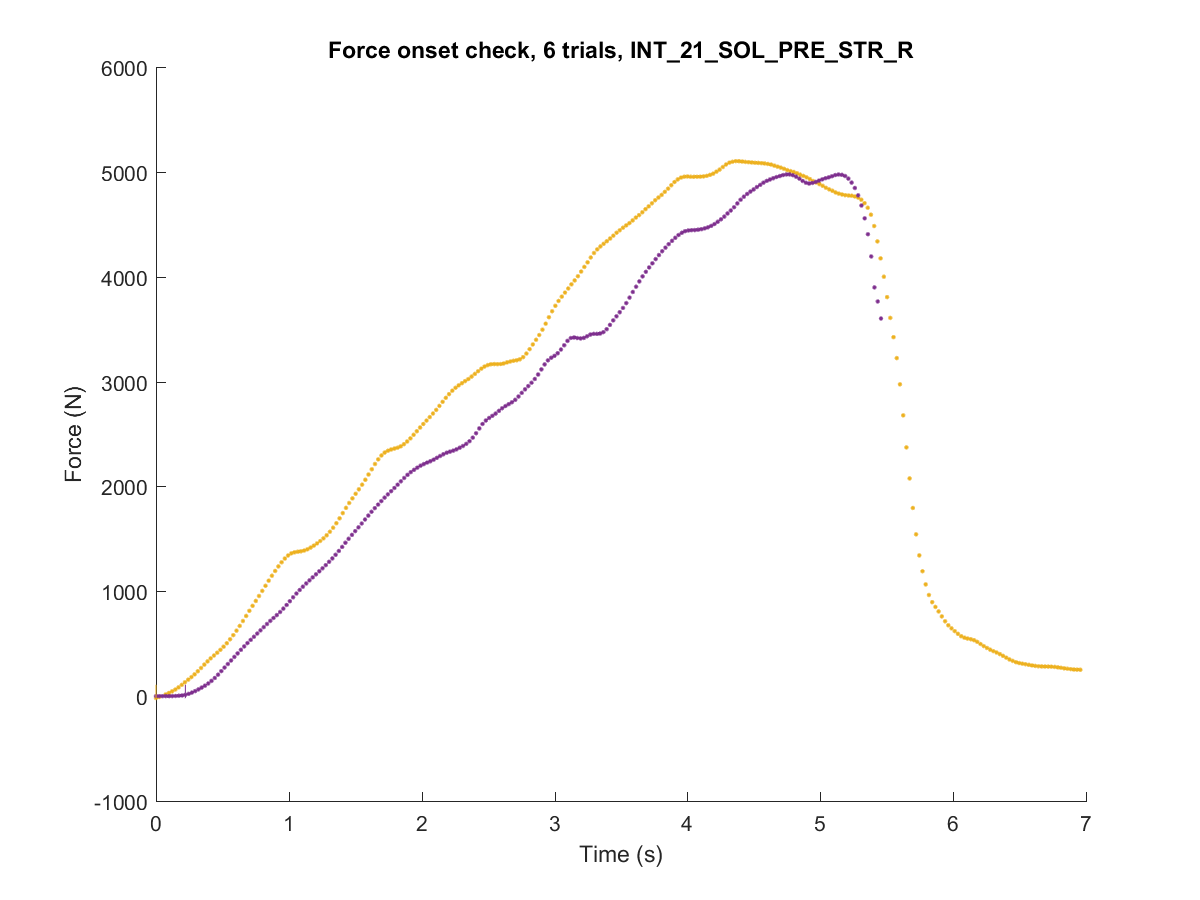 Force onset check, 6 trials, INT_21_SOL_PRE_STR_R
6000
5000
4000
3000
2000
1000
0
-1000
Force (N)
0 1 2 3 4 5 6 7
Time (s)